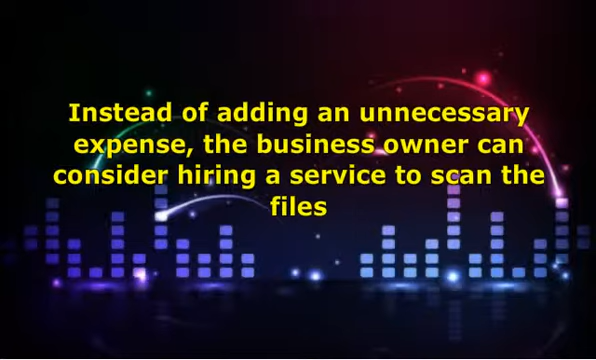 Instead of adding an unnecessary
expense, the business owner can
consider hiring a service to scan the
files